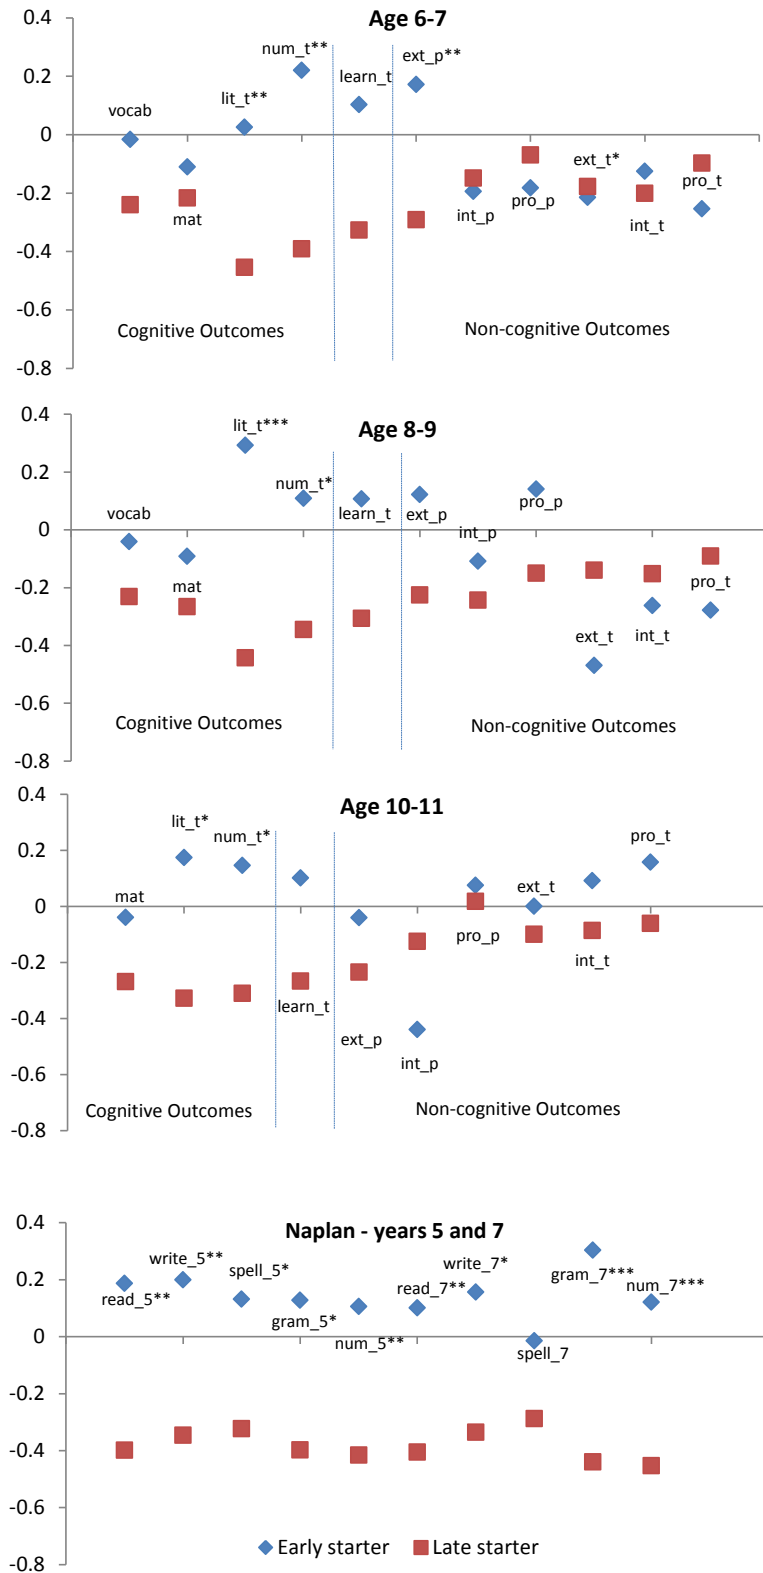 Age 6-7
0.4
0.2
0
-0.2
-0.4
-0.6
-0.8
vocab
mat
lit_t**
num_t**
learn_t
ext_p**
int_p
pro_p
ext_t*
int_t
pro_t
Cognitive Outcomes
Non-cognitive Outcomes
Age 8-9
0.4
0.2
0
-0.2
-0.4
-0.6
-0.8
vocab
mat
lit_t***
num_t*
learn_t
ext_p
int_p
pro_p
ext_t
int_t
pro_t
Cognitive Outcomes
Non-cognitive Outcomes
Age 10-11
0.4
0.2
0
-0.2
-0.4
-0.6
-0.8
mat
lit_t*
num_t*
learn_t
ext_p
int_p
pro_p
ext_t
int_t
pro_t
Cognitive Outcomes
Non-cognitive Outcomes
Naplan - years 5 and 7
0.4
0.2
0
-0.2
-0.4
-0.6
-0.8
read_5**
write_5**
spell_5*
gram_5*
num_5**
read_7**
write_7*
spell_7
gram_7***
num_7***
Early starter
Late starter